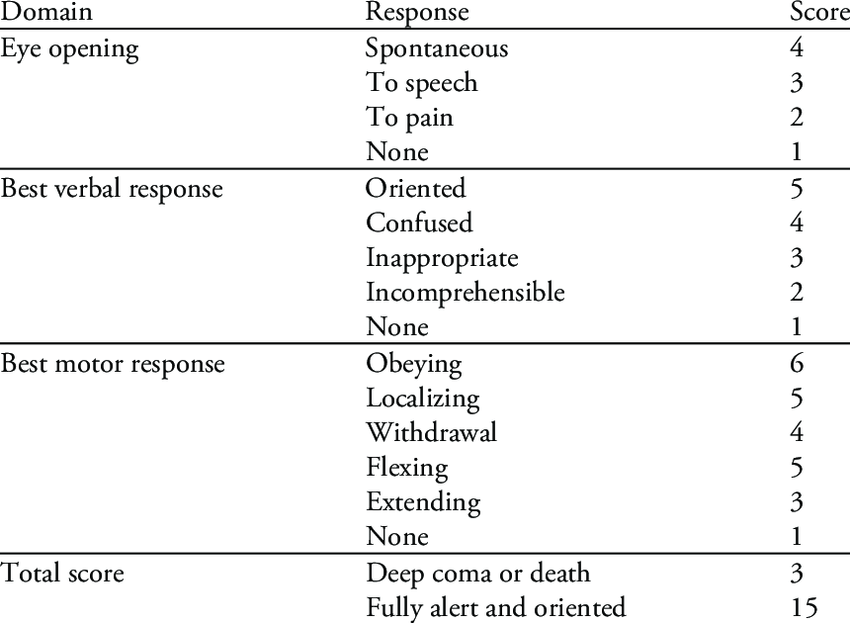 Domain Response Score
Eye opening Spontaneous 4
To speech 3
To pain 2
None 1
Best verbal response Oriented 5
Confused 4
Inappropriate 3
Incomprehensible 2
None 1
Best motor response Obeying 6
Localizing 5
Withdrawal 4
Flexing 5
Extending 3
None 1
Total score Deep coma or death 3
Fully alert and oriented 15